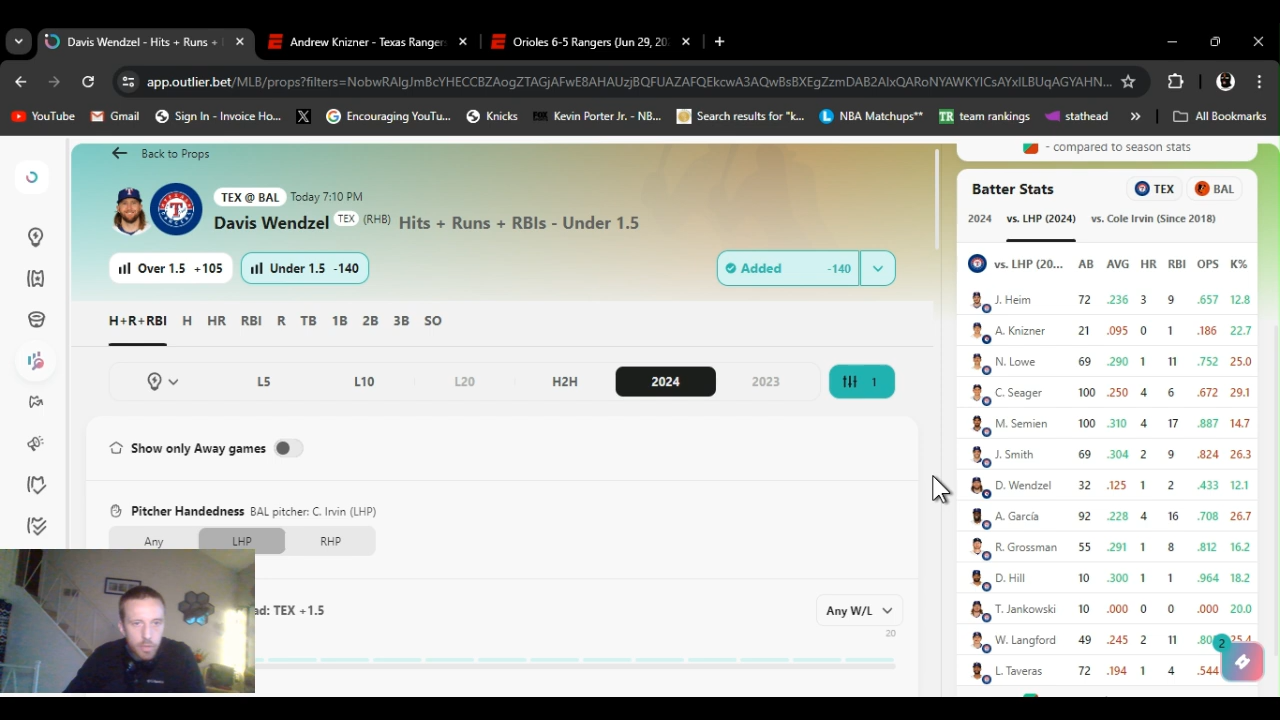 Davis Wendzel - Hits + Runs +
Andrew Knizner - Texas Rangers
Orioles 6-5 Rangers (Jun 29, 20
app.outlier.bet/MLB/props?filters=
YouTube
Gmail
Sign In - Invoice Ho...
Encouraging YouTu...
Knicks
Kevin Porter Jr. - NB...
Search results for "k...
NBA Matchups**
TR team rankings
stathead
»
All Bookmarks
Back to Props
TEX @ BAL Today 7:10 PM
Davis Wendzel TEX (RHB) Hits + Runs + RBIs - Under 1.5
Over 1.5 +105
Under 1.5 -140
Added -140
H+R+RBI H HR RBI R TB 1B 2B 3B SO
L5 L10 L20 H2H 2024 2023 1
Show only Away games
Pitcher Handedness BAL pitcher: C. Irvin (LHP)
Any LHP RHP
ad: TEX +1.5
Any W/L
20
- compared to season stats
Batter Stats TEX BAL
2024 vs. LHP (2024) vs. Cole Irvin (Since 2018)
vs. LHP (20... AB AVG HR RBI OPS K%
J. Heim 72 .236 3 9 .657 12.8
A. Knizner 21 .095 0 1 .186 22.7
N. Lowe 69 .290 1 11 .752 25.0
C. Seager 100 .250 4 6 .672 29.1
M. Semien 100 .310 4 17 .887 14.7
J. Smith 69 .304 2 9 .824 26.3
D. Wendzel 32 .125 1 2 .433 12.1
A. García 92 .228 4 16 .708 26.7
R. Grossman 55 .291 1 8 .812 16.2
D. Hill 10 .300 1 1 .964 18.2
T. Jankowski 10 .000 0 0 .000 20.0
W. Langford 49 .245 2 11 .80 25.4
L. Taveras 72 .194 1 4 .544
2